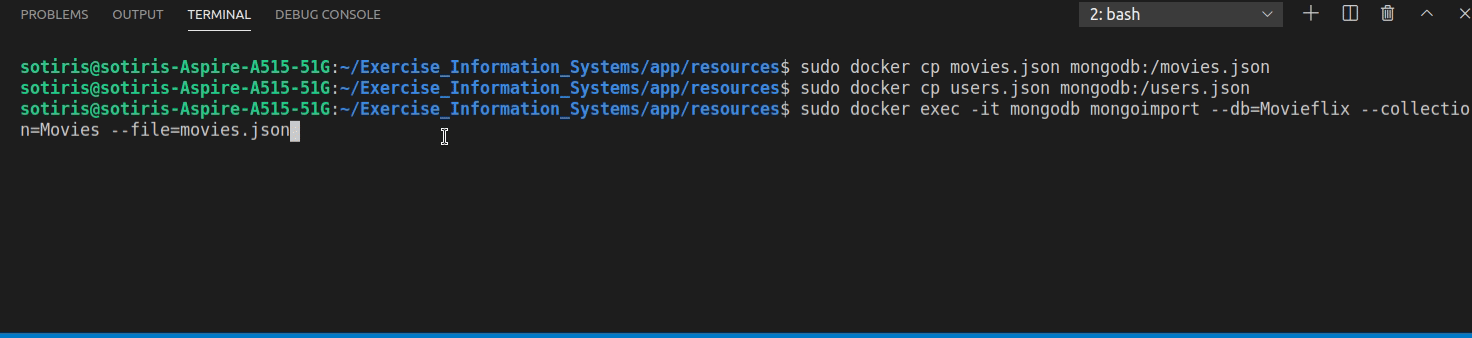 PROBLEMS OUTPUT TERMINAL DEBUG CONSOLE 2: bash
sotiris@sotiris-Aspire-A515-51G:~/Exercise_Information_Systems/app/resources$ sudo docker cp movies.json mongodb:/movies.json
sotiris@sotiris-Aspire-A515-51G:~/Exercise_Information_Systems/app/resources$ sudo docker cp users.json mongodb:/users.json
sotiris@sotiris-Aspire-A515-51G:~/Exercise_Information_Systems/app/resources$ sudo docker exec -it mongodb mongoimport --db=Movieflix --collectio
n=Movies --file=movies.json